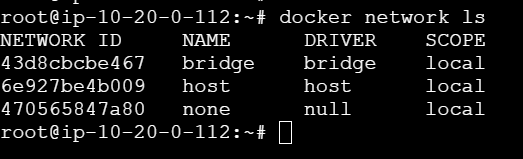 root@ip-10-20-0-112:~# docker network ls
NETWORK ID     NAME      DRIVER    SCOPE
43d8cbcbe467   bridge    bridge    local
6e927be4b009   host      host      local
470565847a80   none      null      local
root@ip-10-20-0-112:~#